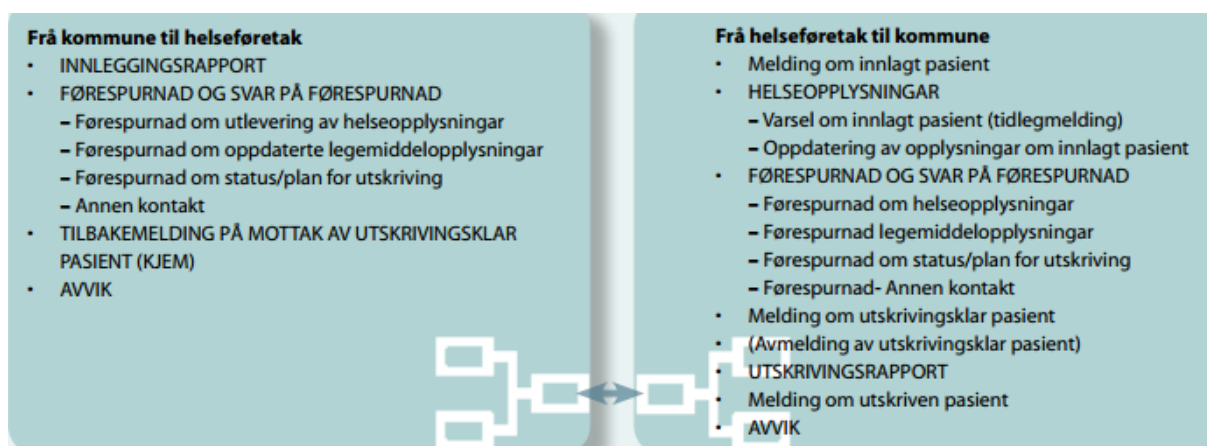 Frå kommune til helseføretak
• INNLEGGINGSRAPPORT
• FØRESPURNAD OG SVAR PÅ FØRESPURNAD
– Førespurnad om utlevering av helseopplysningar
– Førespurnad om oppdaterte legemiddelopplysningar
– Førespurnad om status/plan for utskriving
– Annen kontakt
• TILBAKEMELDING PÅ MOTTAK AV UTSKRIVINGSKLAR
PASIENT (KJEM)
• AVVIK
Frå helseføretak til kommune
• Melding om innlagt pasient
• HELSEOPPLYSNINGAR
– Varsel om innlagt pasient (tidlegmelding)
– Oppdatering av opplysningar om innlagt pasient
• FØRESPURNAD OG SVAR PÅ FØRESPURNAD
– Førespurnad om helseopplysningar
– Førespurnad legemiddelopplysningar
– Førespurnad om status/plan for utskriving
– Førespurnad- Annen kontakt
• Melding om utskrivingsklar pasient
• (Avmelding av utskrivingsklar pasient)
• UTSKRIVINGSRAPPORT
• Melding om utskriven pasient
• AVVIK